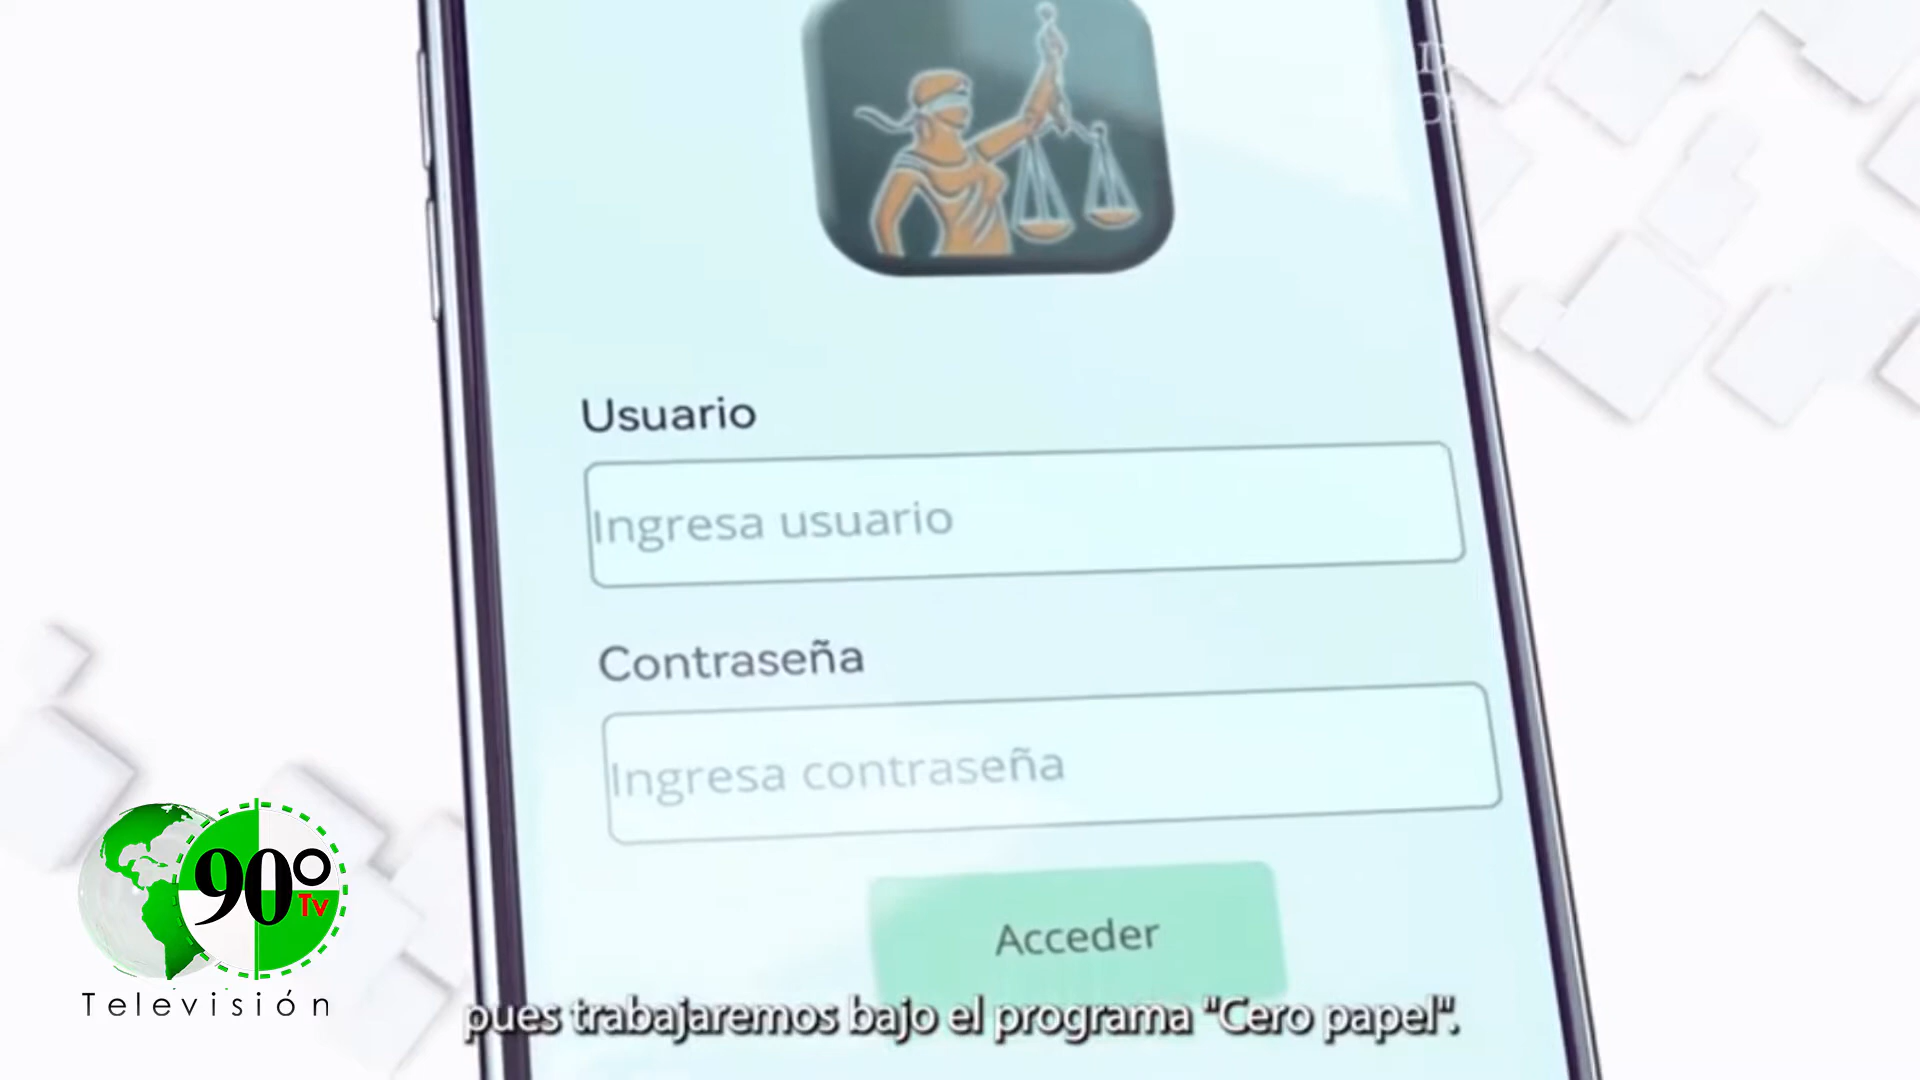 Usuario
Ingresa usuario
Contraseña
Ingresa contraseña
Acceder
90° Tv
Televisión
pues trabajaremos bajo el programa "Cero papel".